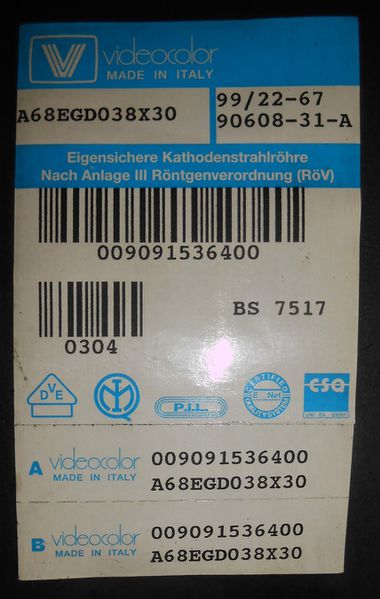 videocolor
MADE IN ITALY
A68EGD038X30
99/22-67
90608-31-A
Eigensichere Kathodenstrahlröhre
Nach Anlage III Röntgenverordnung (RöV)
009091536400
BS 7517
0304
DVE
P.I.L.
CERTIFIED
E Net
QUALITY SYSTEM
CSQ
A videocolor 009091536400
MADE IN ITALY A68EGD038X30
B videocolor 009091536400
MADE IN ITALY A68EGD038X30